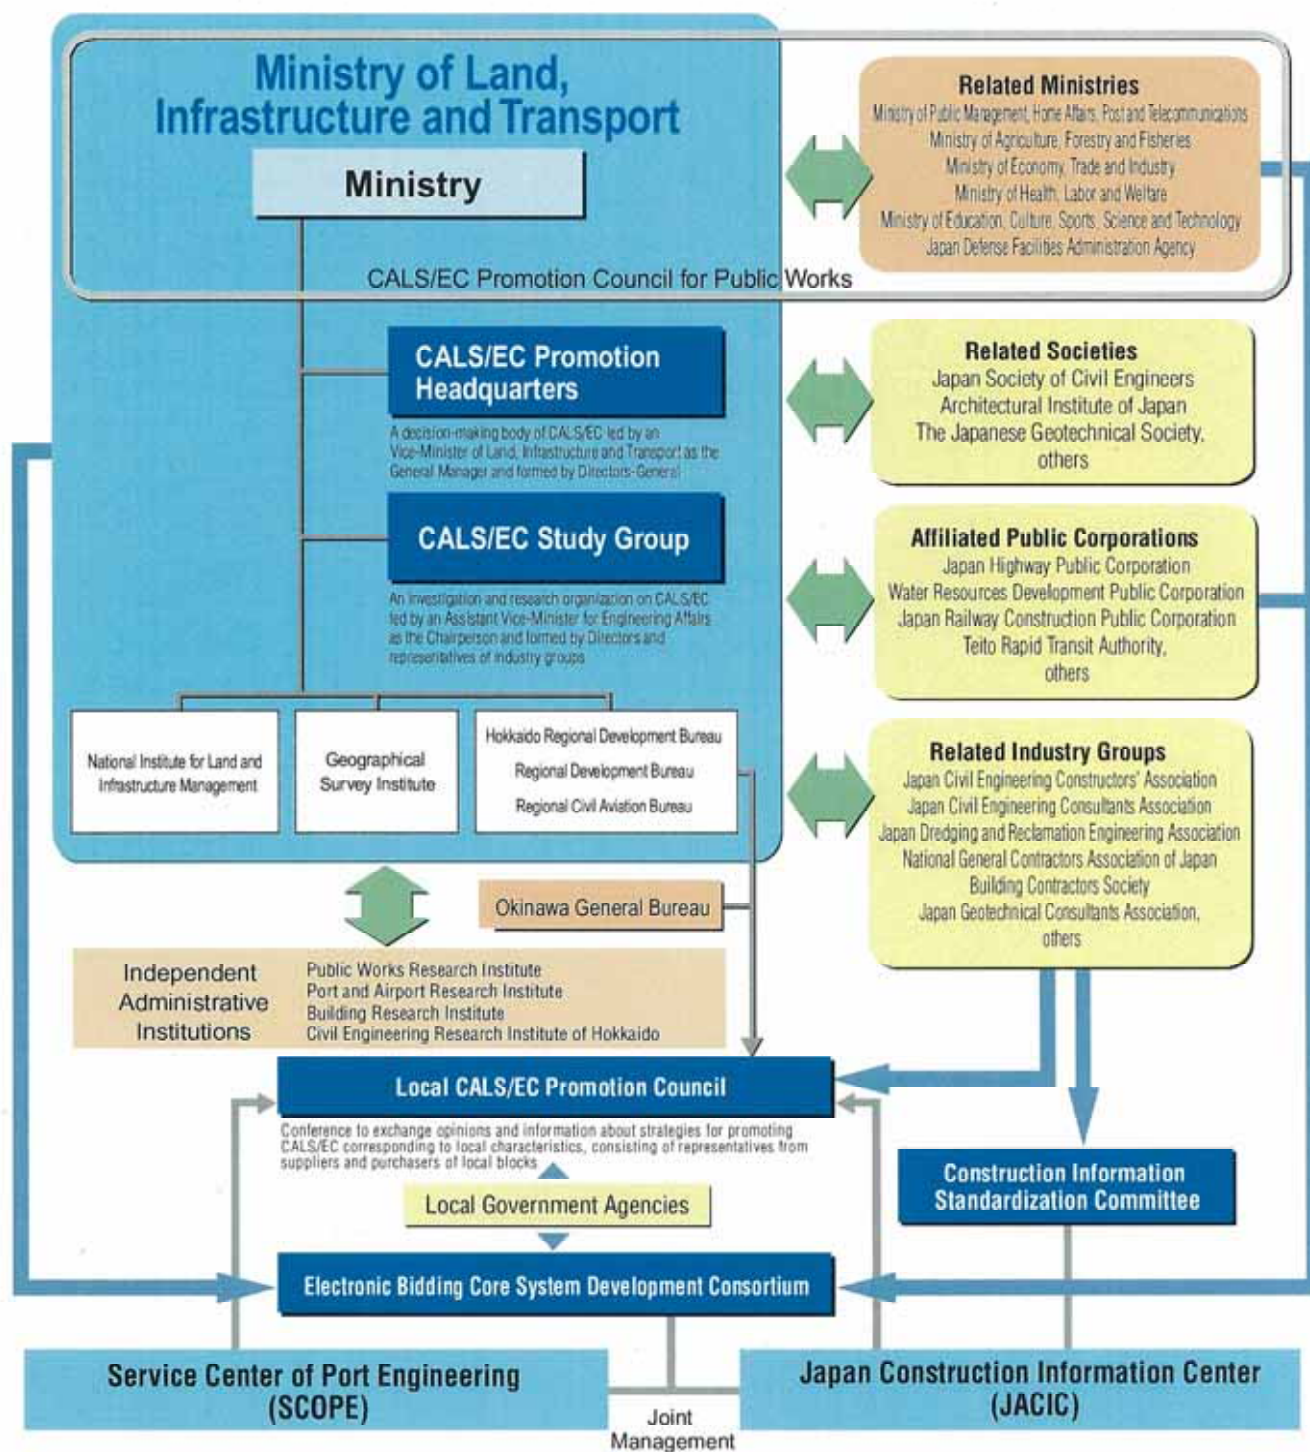 Ministry of Land,
Infrastructure and Transport
Ministry
Related Ministries
Ministry of Public Management, Home Affairs, Post and Telecommunications
Ministry of Agriculture, Forestry and Fisheries
Ministry of Economy, Trade and Industry
Ministry of Health, Labor and Welfare
Ministry of Education, Culture, Sports, Science and Technology
Japan Defense Facilities Administration Agency
CALS/EC Promotion Council for Public Works
CALS/EC Promotion
Headquarters
A decision-making body of CALS/EC led by an
Vice-Minister of Land, Infrastructure and Transport as the
General Manager and formed by Directors-General
Related Societies
Japan Society of Civil Engineers
Architectural Institute of Japan
The Japanese Geotechnical Society,
others
CALS/EC Study Group
An investigation and research organization on CALS/EC
led by an Assistant Vice-Minister for Engineering Affairs
as the Chairperson and formed by Directors and
representatives of industry groups
Affiliated Public Corporations
Japan Highway Public Corporation
Water Resources Development Public Corporation
Japan Railway Construction Public Corporation
Teito Rapid Transit Authority,
others
National Institute for Land and
Infrastructure Management
Geographical
Survey Institute
Hokkaido Regional Development Bureau
Regional Development Bureau
Regional Civil Aviation Bureau
Related Industry Groups
Japan Civil Engineering Constructors' Association
Japan Civil Engineering Consultants Association
Japan Dredging and Reclamation Engineering Association
National General Contractors Association of Japan
Building Contractors Society
Japan Geotechnical Consultants Association,
others
Okinawa General Bureau
Independent
Administrative
Institutions
Public Works Research Institute
Port and Airport Research Institute
Building Research Institute
Civil Engineering Research Institute of Hokkaido
Local CALS/EC Promotion Council
Conference to exchange opinions and information about strategies for promoting
CALS/EC corresponding to local characteristics, consisting of representatives from
suppliers and purchasers of local blocks
Construction Information
Standardization Committee
Local Government Agencies
Electronic Bidding Core System Development Consortium
Service Center of Port Engineering
(SCOPE)
Japan Construction Information Center
(JACIC)
Joint
Management